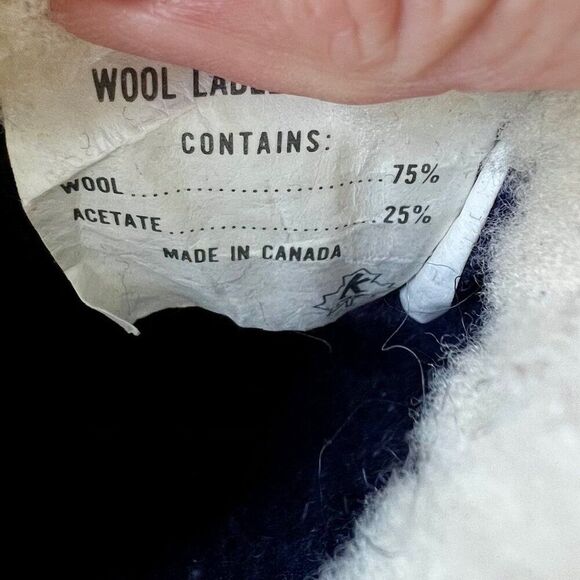 WOOL
CONTAINS:
WOOL.............................75%
ACETATE........................25%
MADE IN CANADA
K